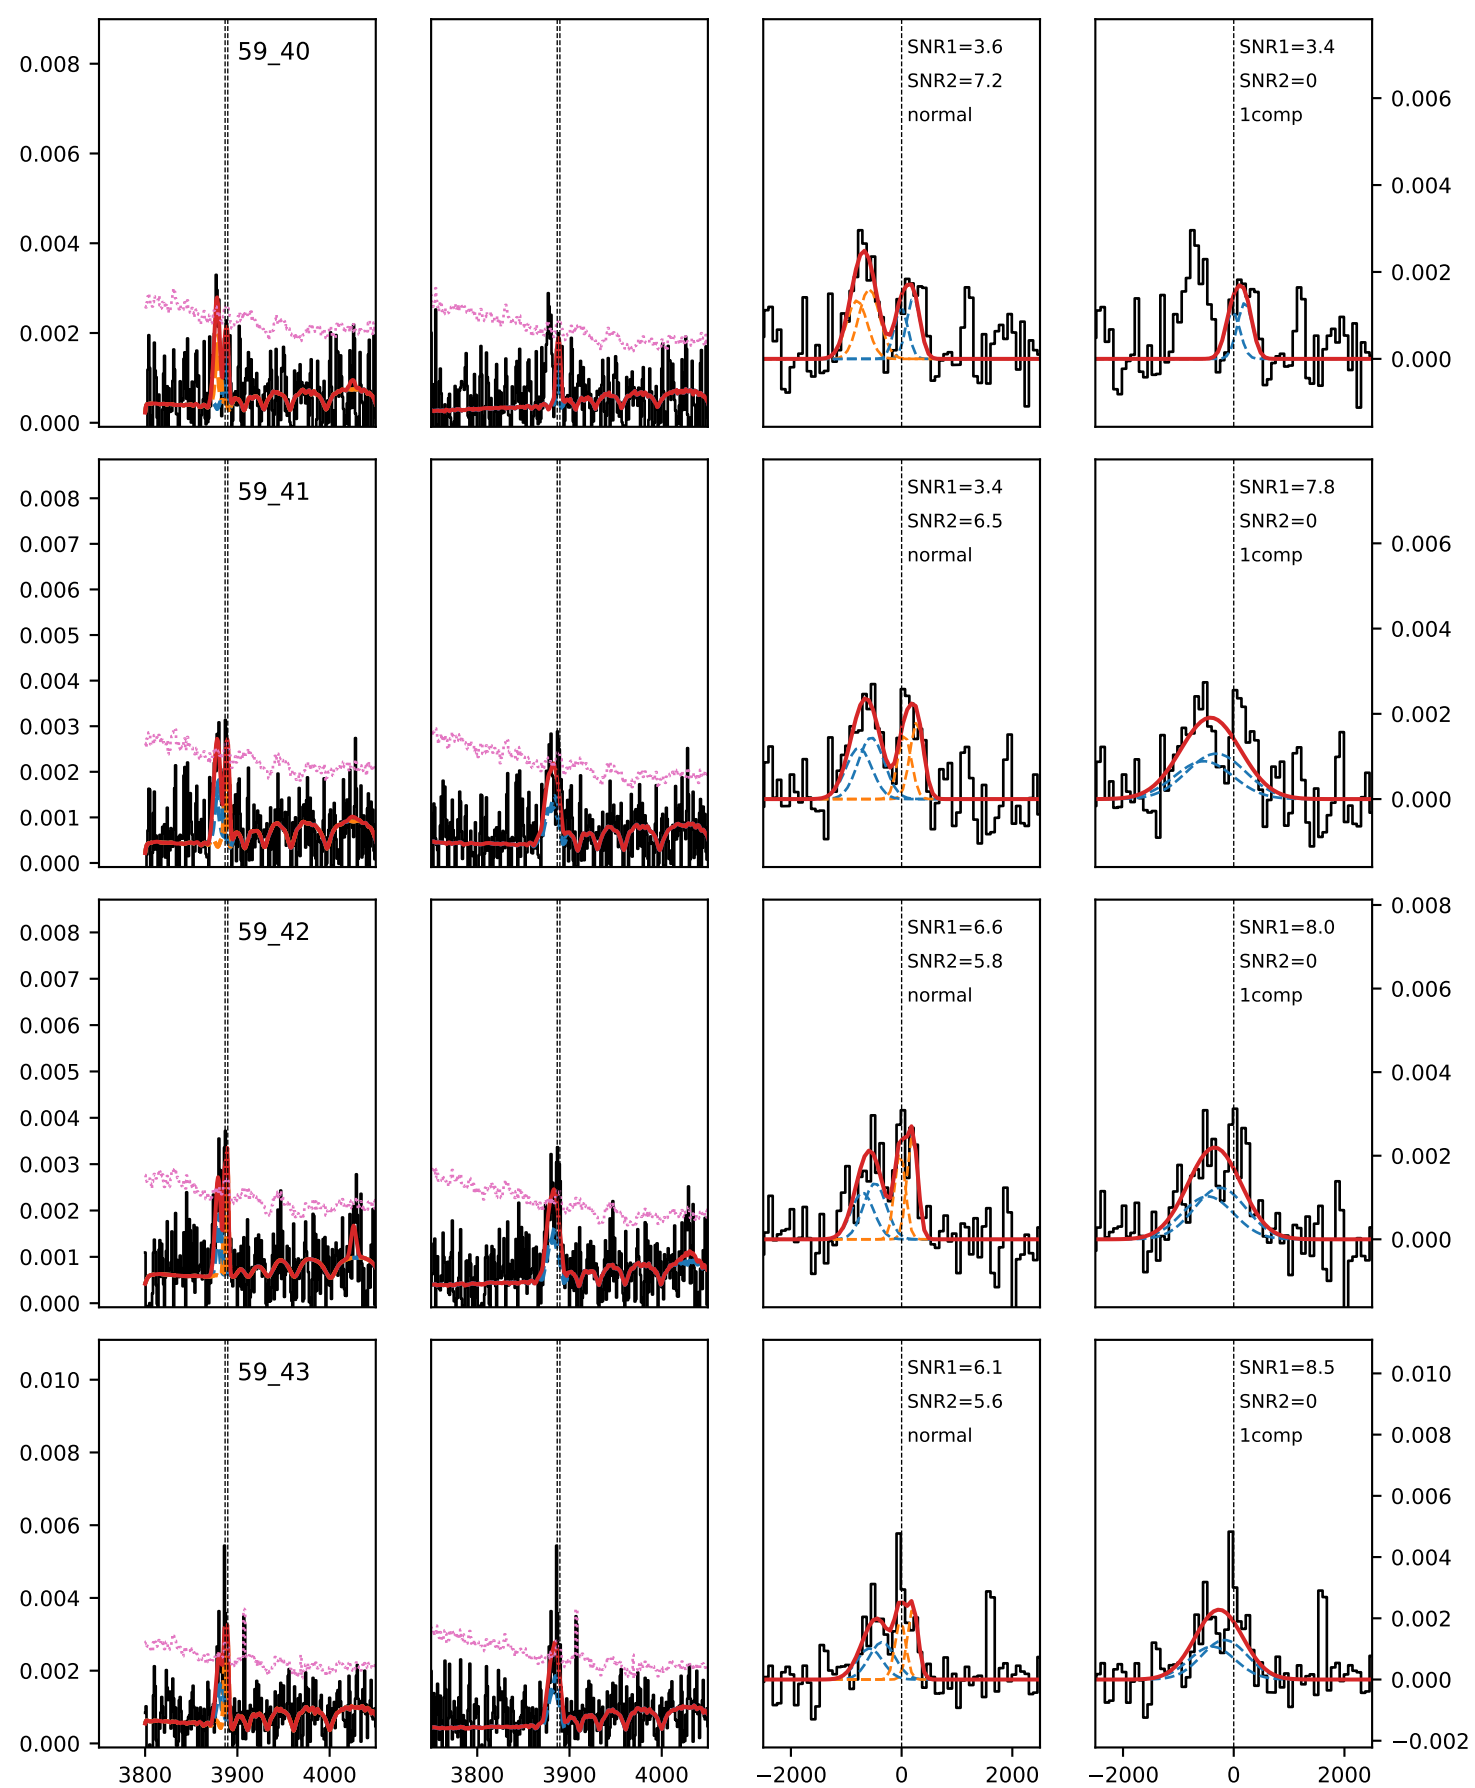 59_40
SNR1=3.6
SNR2=7.2
normal
SNR1=3.4
SNR2=0
1comp
0.008
0.006
0.004
0.002
0.000
0.006
0.004
0.002
0.000
59_41
SNR1=3.4
SNR2=6.5
normal
SNR1=7.8
SNR2=0
1comp
0.008
0.007
0.006
0.005
0.004
0.003
0.002
0.001
0.000
0.006
0.004
0.002
0.000
59_42
SNR1=6.6
SNR2=5.8
normal
SNR1=8.0
SNR2=0
1comp
0.008
0.007
0.006
0.005
0.004
0.003
0.002
0.001
0.000
0.008
0.006
0.004
0.002
0.000
59_43
SNR1=6.1
SNR2=5.6
normal
SNR1=8.5
SNR2=0
1comp
0.010
0.008
0.006
0.004
0.002
0.000
0.010
0.008
0.006
0.004
0.002
0.000
−0.002
3800 3900 4000
3800 3900 4000
−2000 0 2000
−2000 0 2000